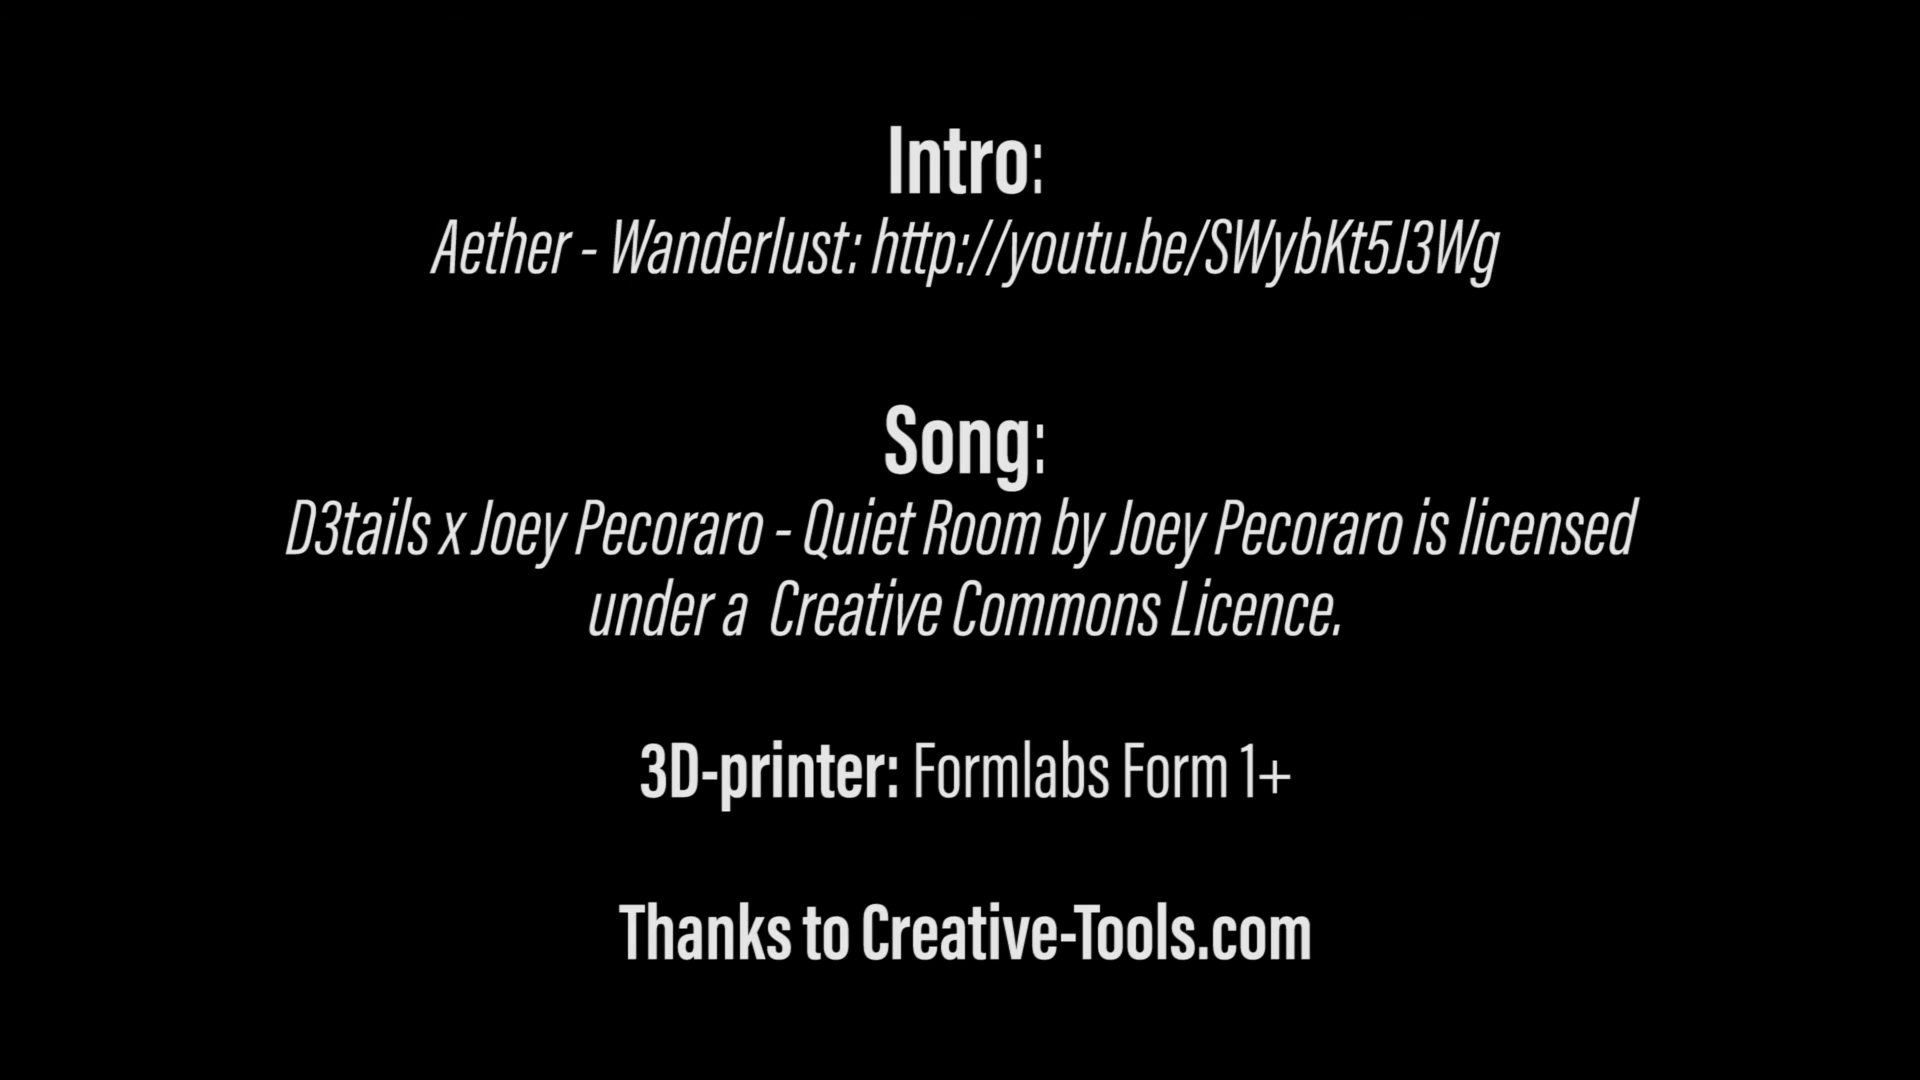 Intro:
Aether - Wanderlust: http://youtu.be/SWybKt5J3Wg
Song:
D3tails x Joey Pecoraro - Quiet Room by Joey Pecoraro is licensed
under a  Creative Commons Licence.
3D-printer: Formlabs Form 1+
Thanks to Creative-Tools.com